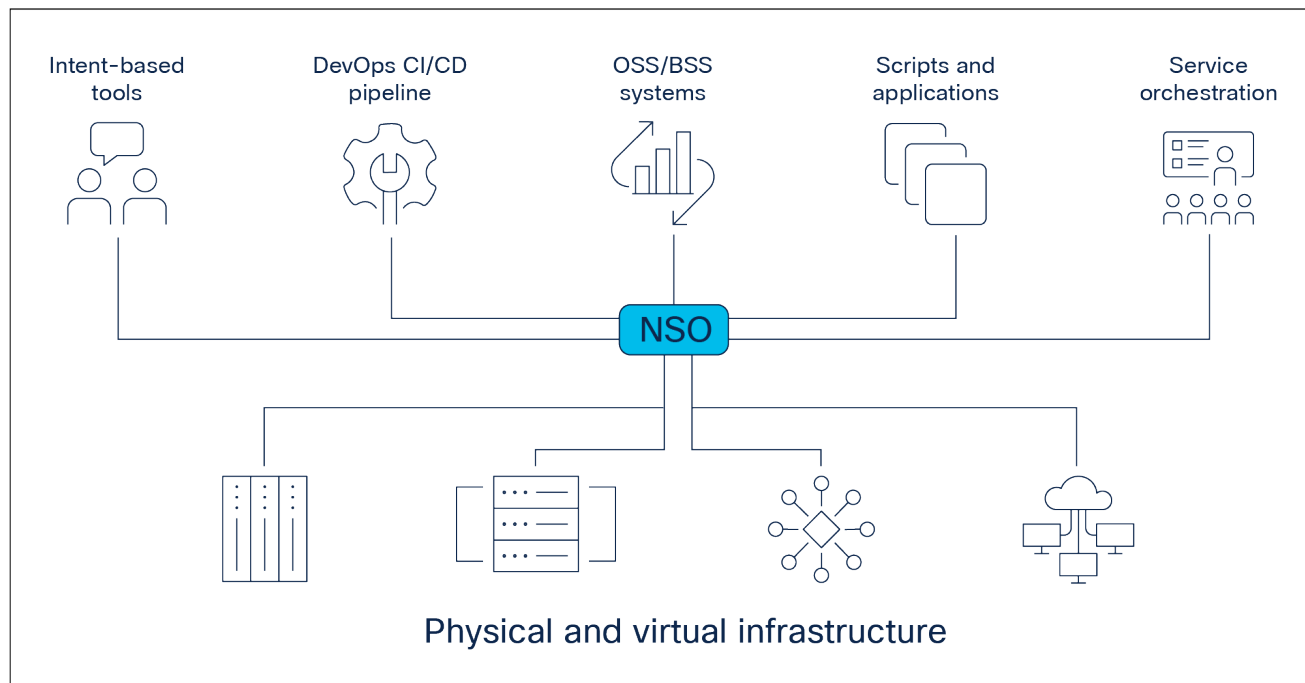 Intent-based
tools
DevOps CI/CD
pipeline
OSS/BSS
systems
Scripts and
applications
Service
orchestration
NSO
Physical and virtual infrastructure